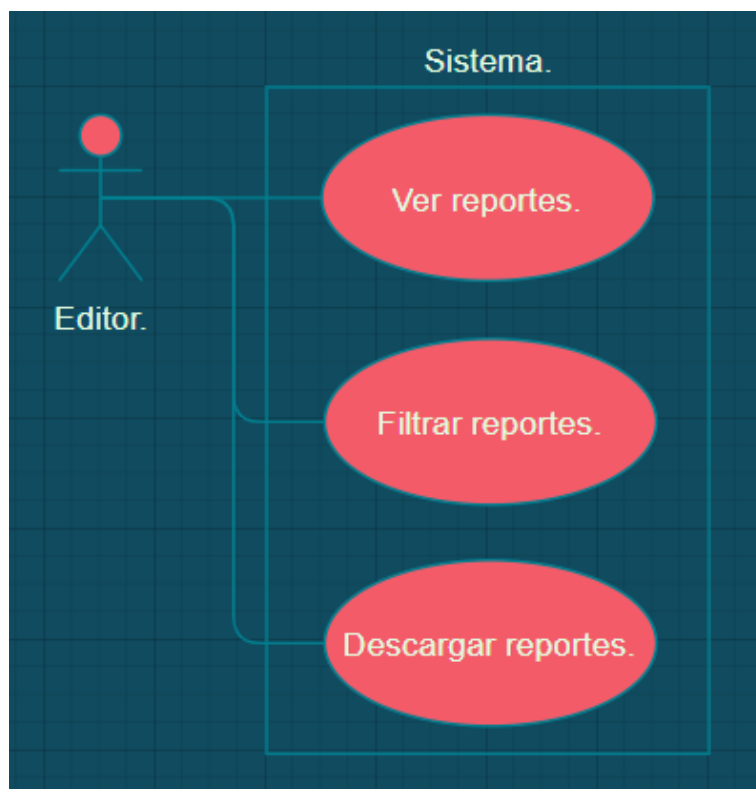 Sistema.
Ver reportes.
Editor.
Filtrar reportes.
Descargar reportes.